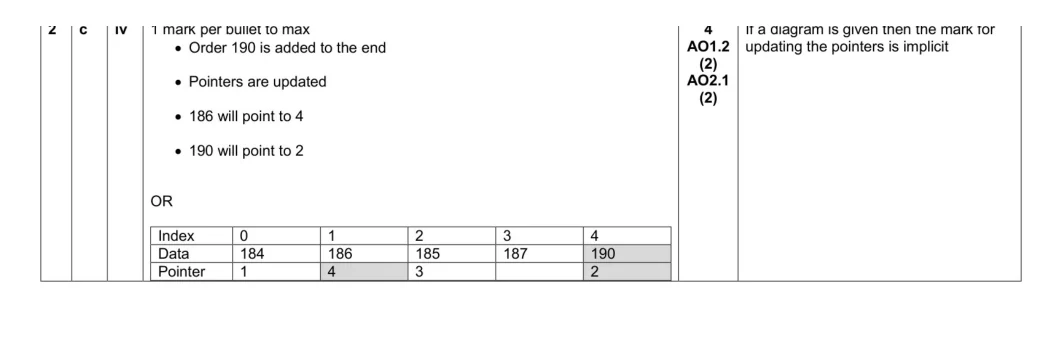 2 c iv 1 mark per bullet to max 4 If a diagram is given then the mark for
• Order 190 is added to the end AO1.2 updating the pointers is implicit
(2)
• Pointers are updated AO2.1
(2)
• 186 will point to 4
• 190 will point to 2
OR
Index 0 1 2 3 4
Data 184 186 185 187 190
Pointer 1 4 3 2